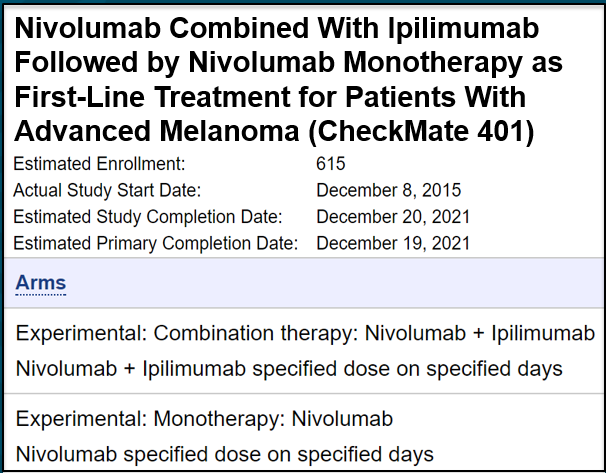 Nivolumab Combined With Ipilimumab
Followed by Nivolumab Monotherapy as
First-Line Treatment for Patients With
Advanced Melanoma (CheckMate 401)
Estimated Enrollment: 615
Actual Study Start Date: December 8, 2015
Estimated Study Completion Date: December 20, 2021
Estimated Primary Completion Date: December 19, 2021
Arms
Experimental: Combination therapy: Nivolumab + Ipilimumab
Nivolumab + Ipilimumab specified dose on specified days
Experimental: Monotherapy: Nivolumab
Nivolumab specified dose on specified days